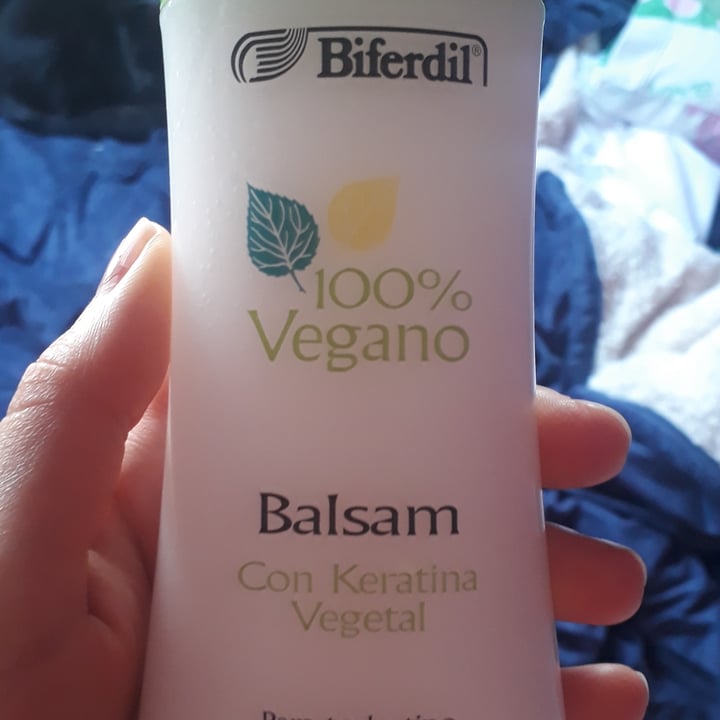 Biferdil®
100%
Vegano
Balsam
Con Keratina
Vegetal